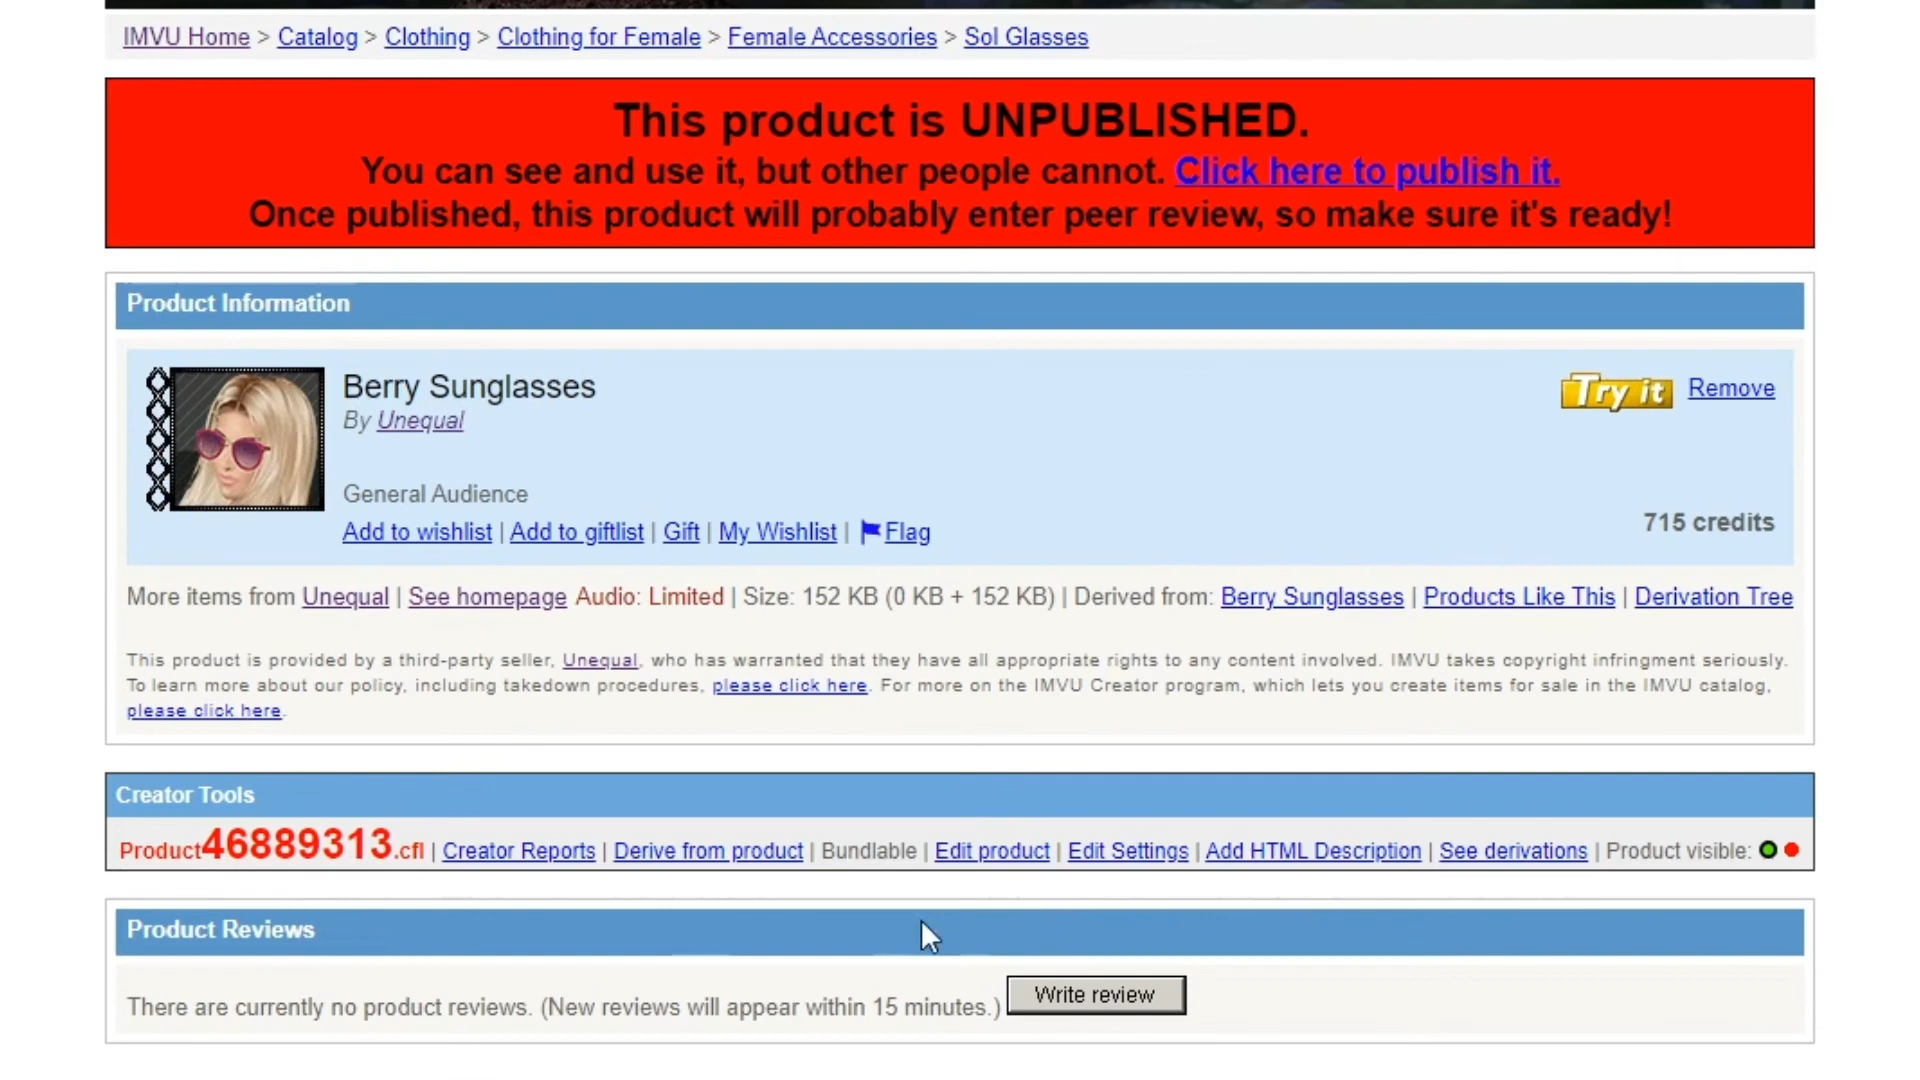 IMVU Home > Catalog > Clothing > Clothing for Female > Female Accessories > Sol Glasses
This product is UNPUBLISHED.
You can see and use it, but other people cannot. Click here to publish it.
Once published, this product will probably enter peer review, so make sure it's ready!
Product Information
Berry Sunglasses
By Unequal
Try it Remove
General Audience
Add to wishlist | Add to giftlist | Gift | My Wishlist | Flag
715 credits
More items from Unequal | See homepage Audio: Limited | Size: 152 KB (0 KB + 152 KB) | Derived from: Berry Sunglasses | Products Like This | Derivation Tree
This product is provided by a third-party seller, Unequal, who has warranted that they have all appropriate rights to any content involved. IMVU takes copyright infringment seriously.
To learn more about our policy, including takedown procedures, please click here. For more on the IMVU Creator program, which lets you create items for sale in the IMVU catalog,
please click here.
Creator Tools
Product46889313.cfl | Creator Reports | Derive from product | Bundlable | Edit product | Edit Settings | Add HTML Description | See derivations | Product visible:
Product Reviews
There are currently no product reviews. (New reviews will appear within 15 minutes.) Write review